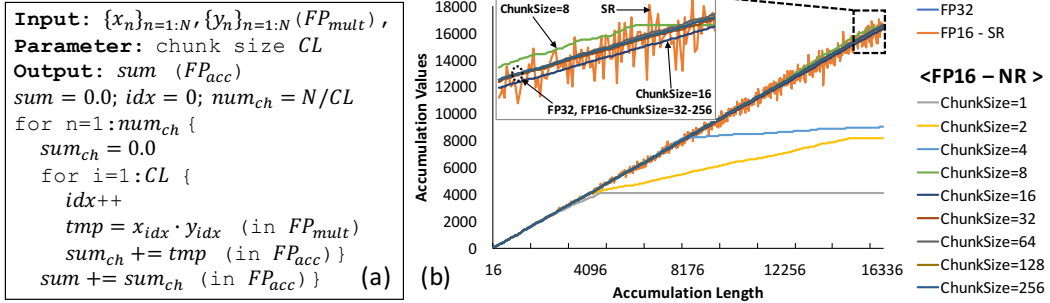 Input: {x_n}_{n=1:N}, {y_n}_{n=1:N} (FP_mult),
Parameter: chunk size CL
Output: sum (FP_acc)
sum = 0.0; idx = 0; num_ch = N/CL
for n=1:num_ch {
sum_ch = 0.0
for i=1:CL {
idx++
tmp = x_idx · y_idx (in FP_mult)
sum_ch += tmp (in FP_acc)}
sum += sum_ch (in FP_acc)}
(a)
(b)
Accumulation Values
18000
16000
14000
12000
10000
8000
6000
4000
2000
0
16
4096
8176
12256
16336
Accumulation Length
ChunkSize=8
SR
ChunkSize=16
FP32, FP16-ChunkSize=32-256
FP32
FP16 - SR
<FP16 – NR >
ChunkSize=1
ChunkSize=2
ChunkSize=4
ChunkSize=8
ChunkSize=16
ChunkSize=32
ChunkSize=64
ChunkSize=128
ChunkSize=256